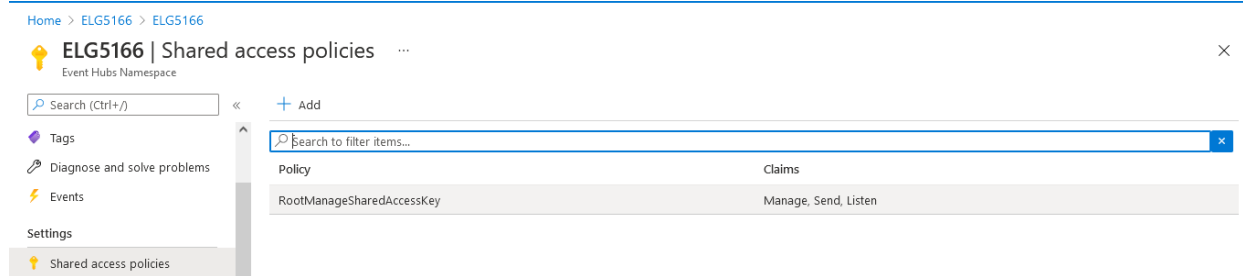 Home > ELG5166 > ELG5166
ELG5166 | Shared access policies ...
Event Hubs Namespace
Search (Ctrl+/) «
+ Add
Tags
Search to filter items...
Diagnose and solve problems
Policy Claims
Events
RootManageSharedAccessKey Manage, Send, Listen
Settings
Shared access policies